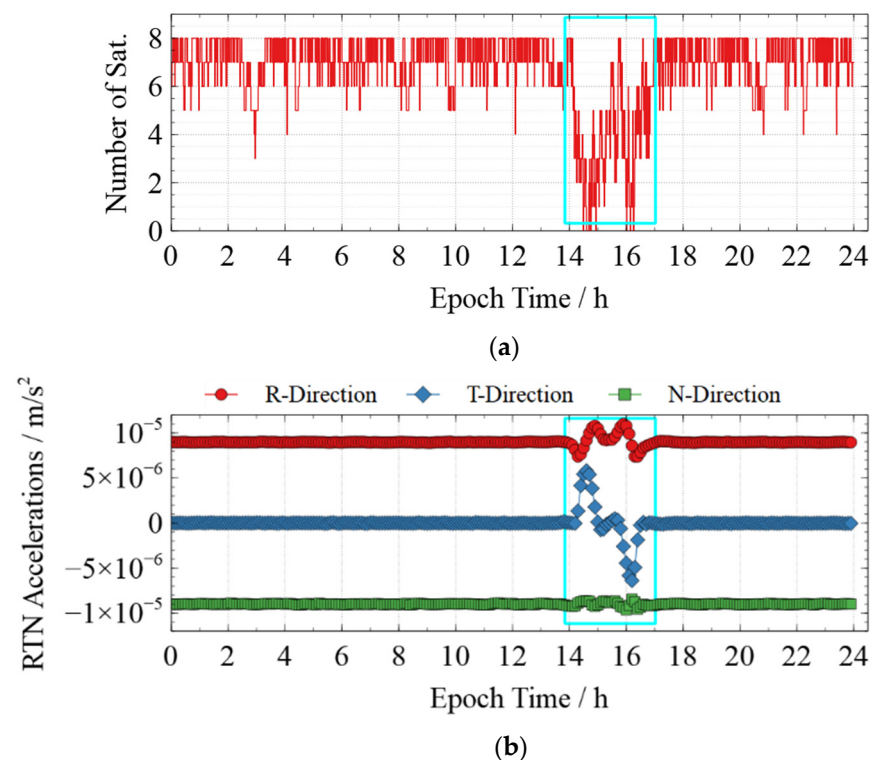 Number of Sat.
8
6
4
2
0
0 2 4 6 8 10 12 14 16 18 20 22 24
Epoch Time / h
(a)
R-Direction T-Direction N-Direction
RTN Accelerations / m/s²
10⁻⁵
5×10⁻⁶
0
−5×10⁻⁶
−1×10⁻⁵
0 2 4 6 8 10 12 14 16 18 20 22 24
Epoch Time / h
(b)